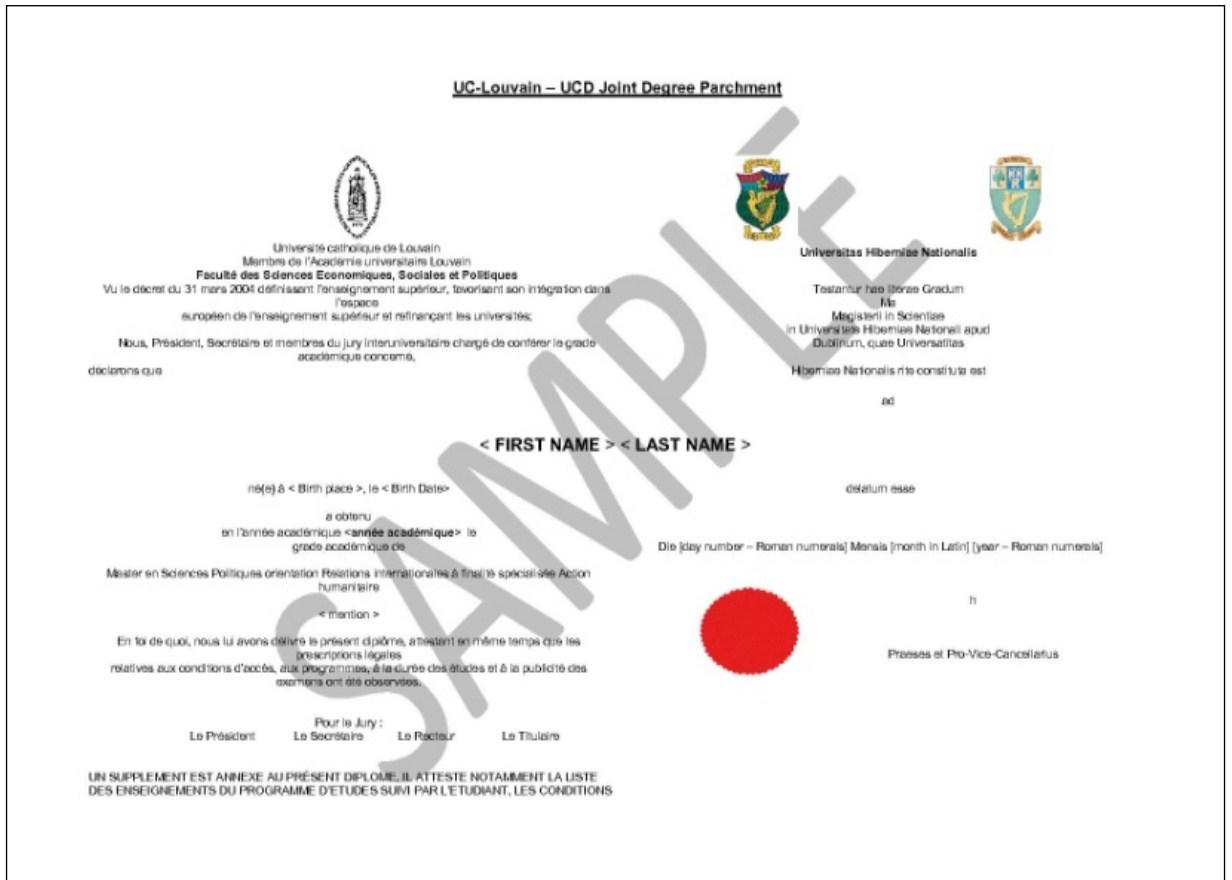 UC-Louvain – UCD Joint Degree Parchment
SAMPLE
Université catholique de Louvain
Membre de l'Académie universitaire Louvain
Faculté des Sciences Economiques, Sociales et Politiques
Vu le décret du 31 mars 2004 définissant l'enseignement supérieur, favorisant son intégration dans
l'espace
européen de l'enseignement supérieur et refinançant les universités;
Nous, Président, Secrétaire et membres du jury interuniversitaire chargé de conférer le grade
académique concerné,
déclarons que
Universitas Hiberniae Nationalis
Testantur hae literae Gradum
Ma
Magisterii in Scientiae
in Universitate Hiberniae Nationali apud
Dublinum, quae Universatitas
Hiberniae Nationalis rite constituta est
ad
< FIRST NAME > < LAST NAME >
né(e) à < Birth place >, le < Birth Date>
a obtenu
en l'année académique <année académique> le
grade académique de
Master en Sciences Politiques orientation Relations internationales à finalité spécialisée Action
humanitaire
< mention >
En foi de quoi, nous lui avons délivré le présent diplôme, attestant en même temps que les
prescriptions légales
relatives aux conditions d'accès, aux programmes, à la durée des études et à la publicité des
examens ont été observées.
Pour le Jury :
Le Président Le Secrétaire Le Recteur Le Titulaire
UN SUPPLEMENT EST ANNEXE AU PRÉSENT DIPLOME, IL ATTESTE NOTAMMENT LA LISTE
DES ENSEIGNEMENTS DU PROGRAMME D'ETUDES SUIVI PAR L'ETUDIANT, LES CONDITIONS
delatum esse
Die [day number – Roman numerals] Mensis [month in Latin] [year – Roman numerals]
h
Praeses et Pro-Vice-Cancellarius